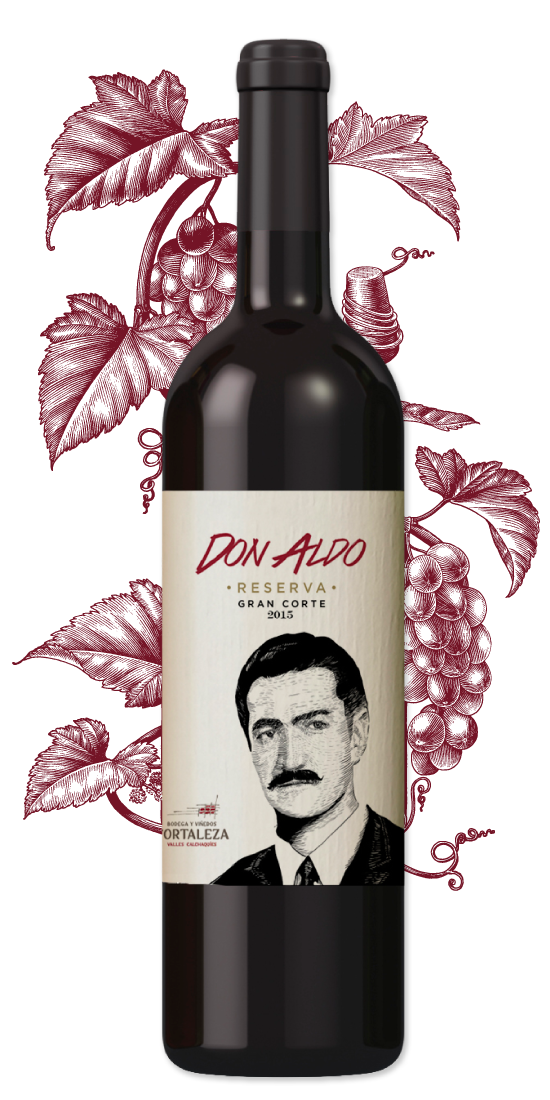 DON ALDO
• RESERVA •
GRAN CORTE
2015
BODEGA Y VIÑEDOS
ORTALEZA
VALLES CALCHAQUÍES